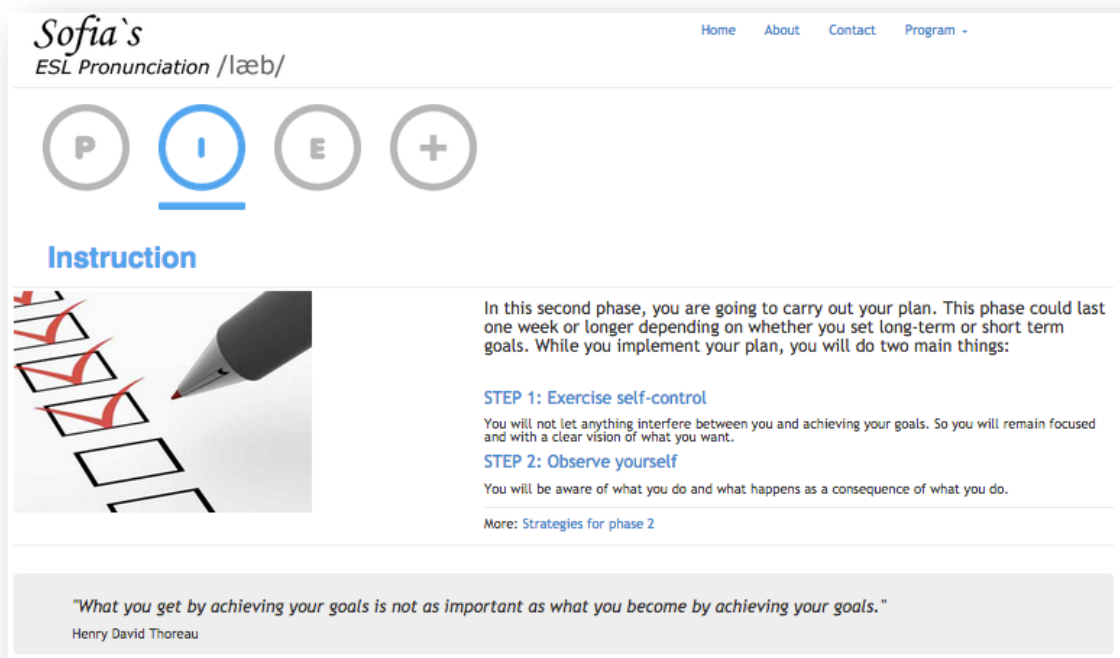 Sofia`s
ESL Pronunciation /læb/
Home About Contact Program
P I E +
Instruction
In this second phase, you are going to carry out your plan. This phase could last
one week or longer depending on whether you set long-term or short term
goals. While you implement your plan, you will do two main things:
STEP 1: Exercise self-control
You will not let anything interfere between you and achieving your goals. So you will remain focused
and with a clear vision of what you want.
STEP 2: Observe yourself
You will be aware of what you do and what happens as a consequence of what you do.
More: Strategies for phase 2
"What you get by achieving your goals is not as important as what you become by achieving your goals."
Henry David Thoreau